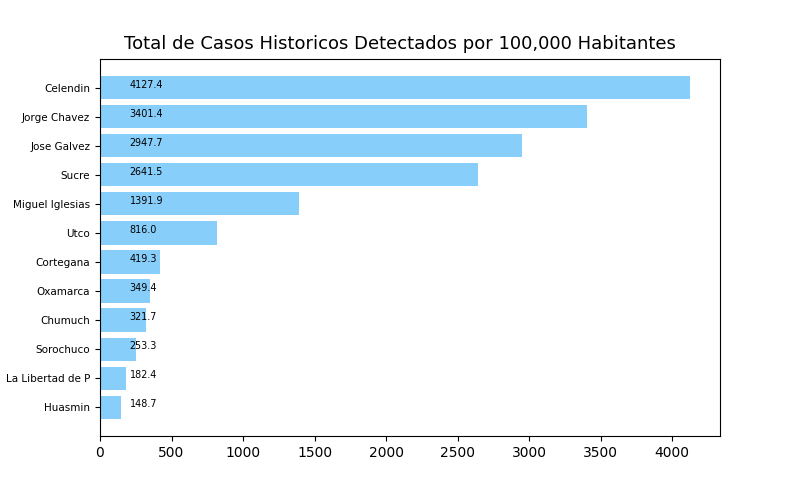 Total de Casos Historicos Detectados por 100,000 Habitantes
Celendin 4127.4
Jorge Chavez 3401.4
Jose Galvez 2947.7
Sucre 2641.5
Miguel Iglesias 1391.9
Utco 816.0
Cortegana 419.3
Oxamarca 349.4
Chumuch 321.7
Sorochuco 253.3
La Libertad de P 182.4
Huasmin 148.7
0 500 1000 1500 2000 2500 3000 3500 4000